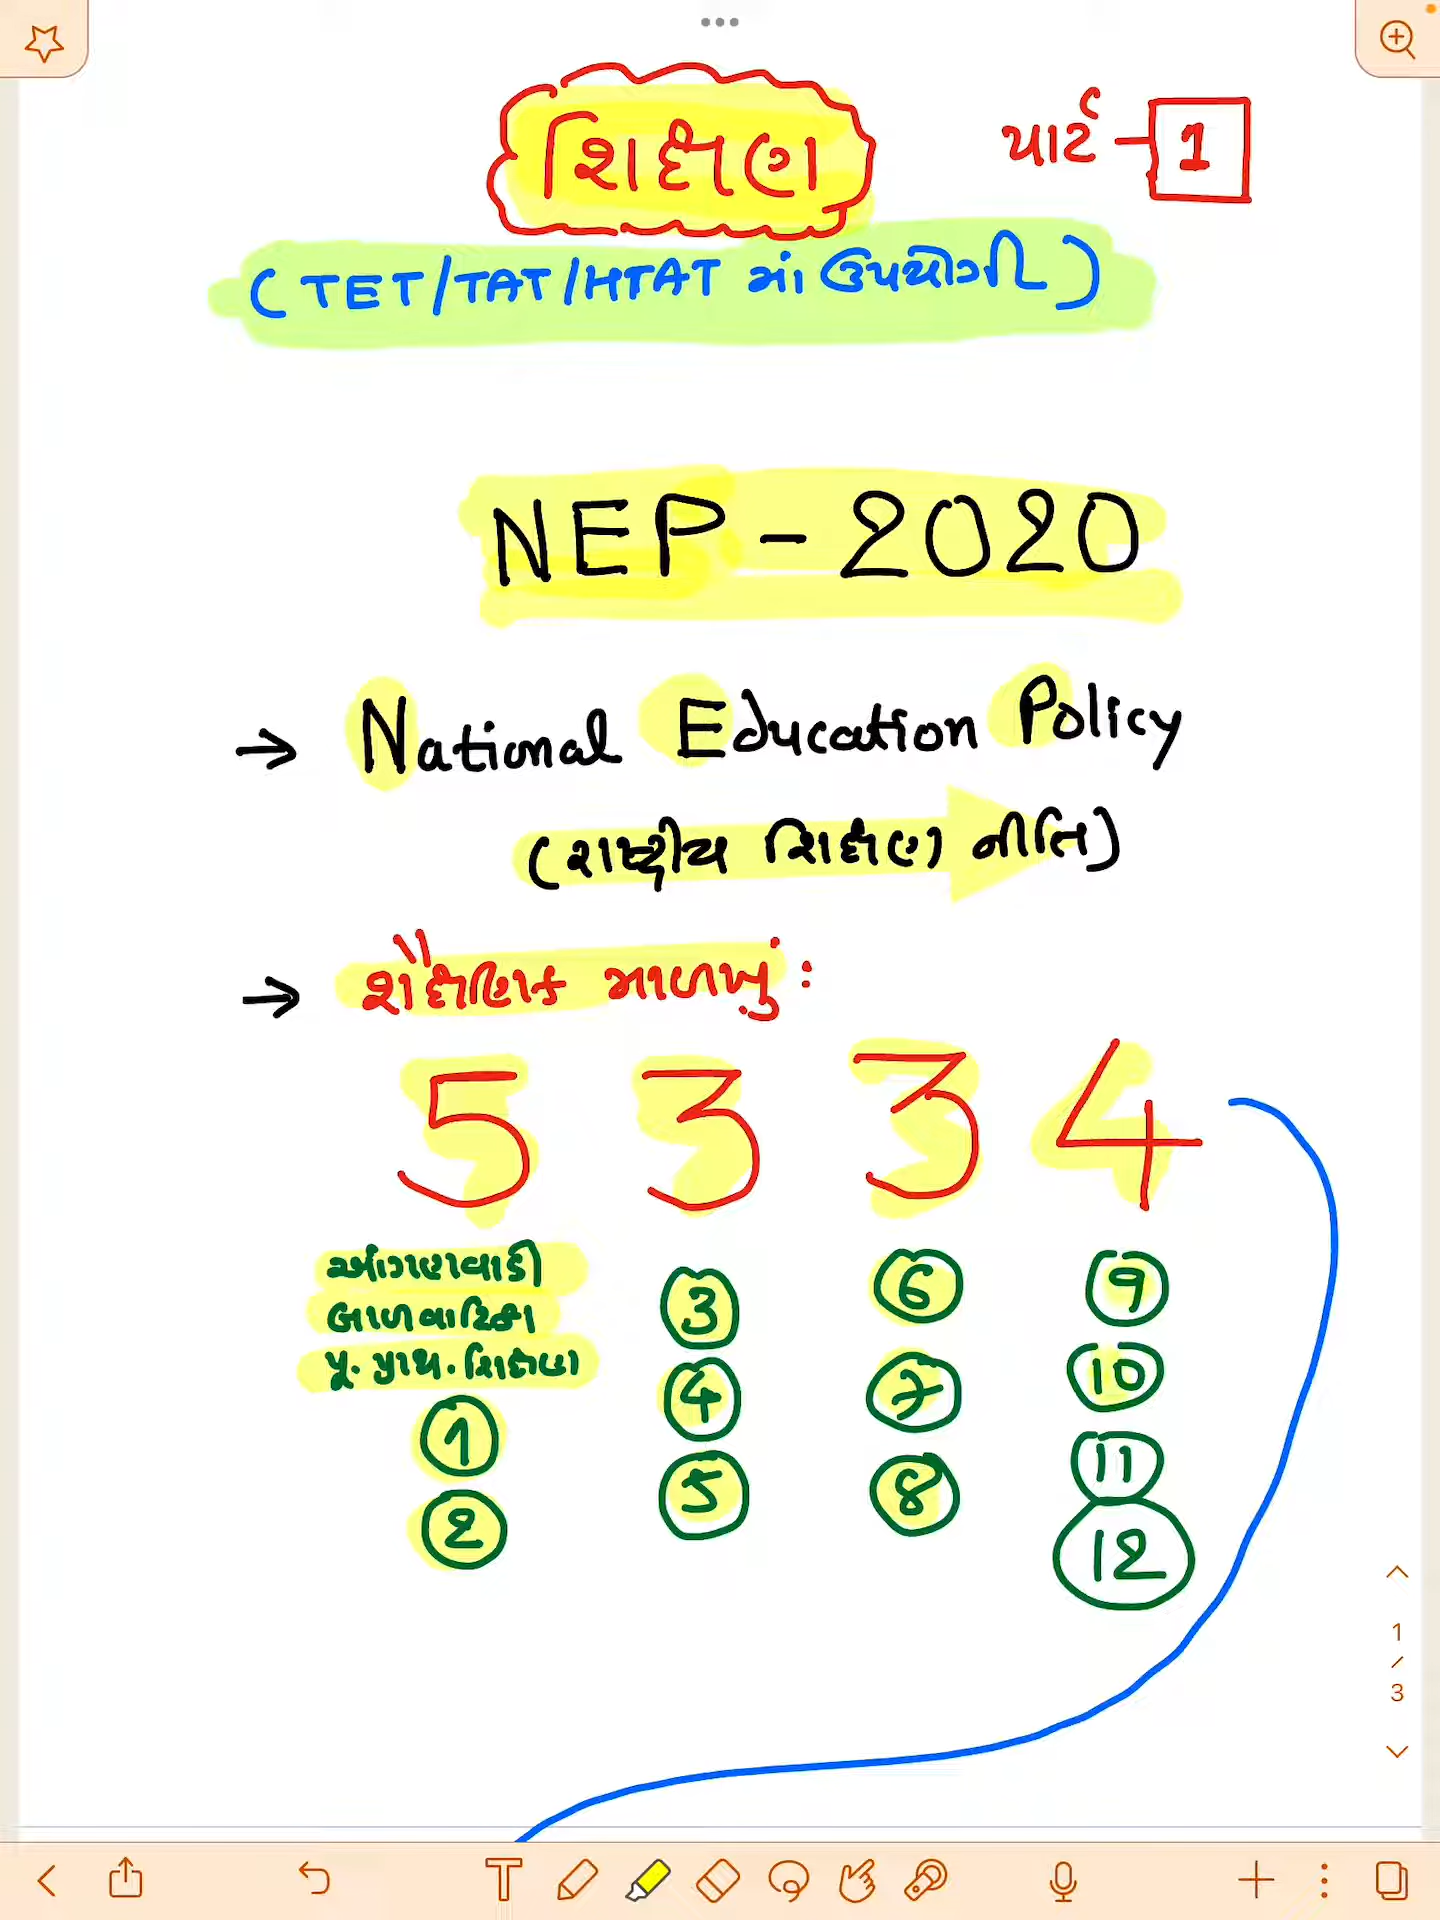 શિક્ષણ
પાર્ટ - 1
(TET/TAT/HTAT માં ઉપયોગી)
NEP - 2020
→ National Education Policy
(રાષ્ટ્રીય શિક્ષણ નીતિ)
→ શૈક્ષણિક માળખું :
5 3 3 4
આંગણવાડી
બાળવાટિકા
પૂ. પ્રાથ. શિક્ષણ
3 6 9
4 7 10
1 5 8 11
2 12
1
/
3